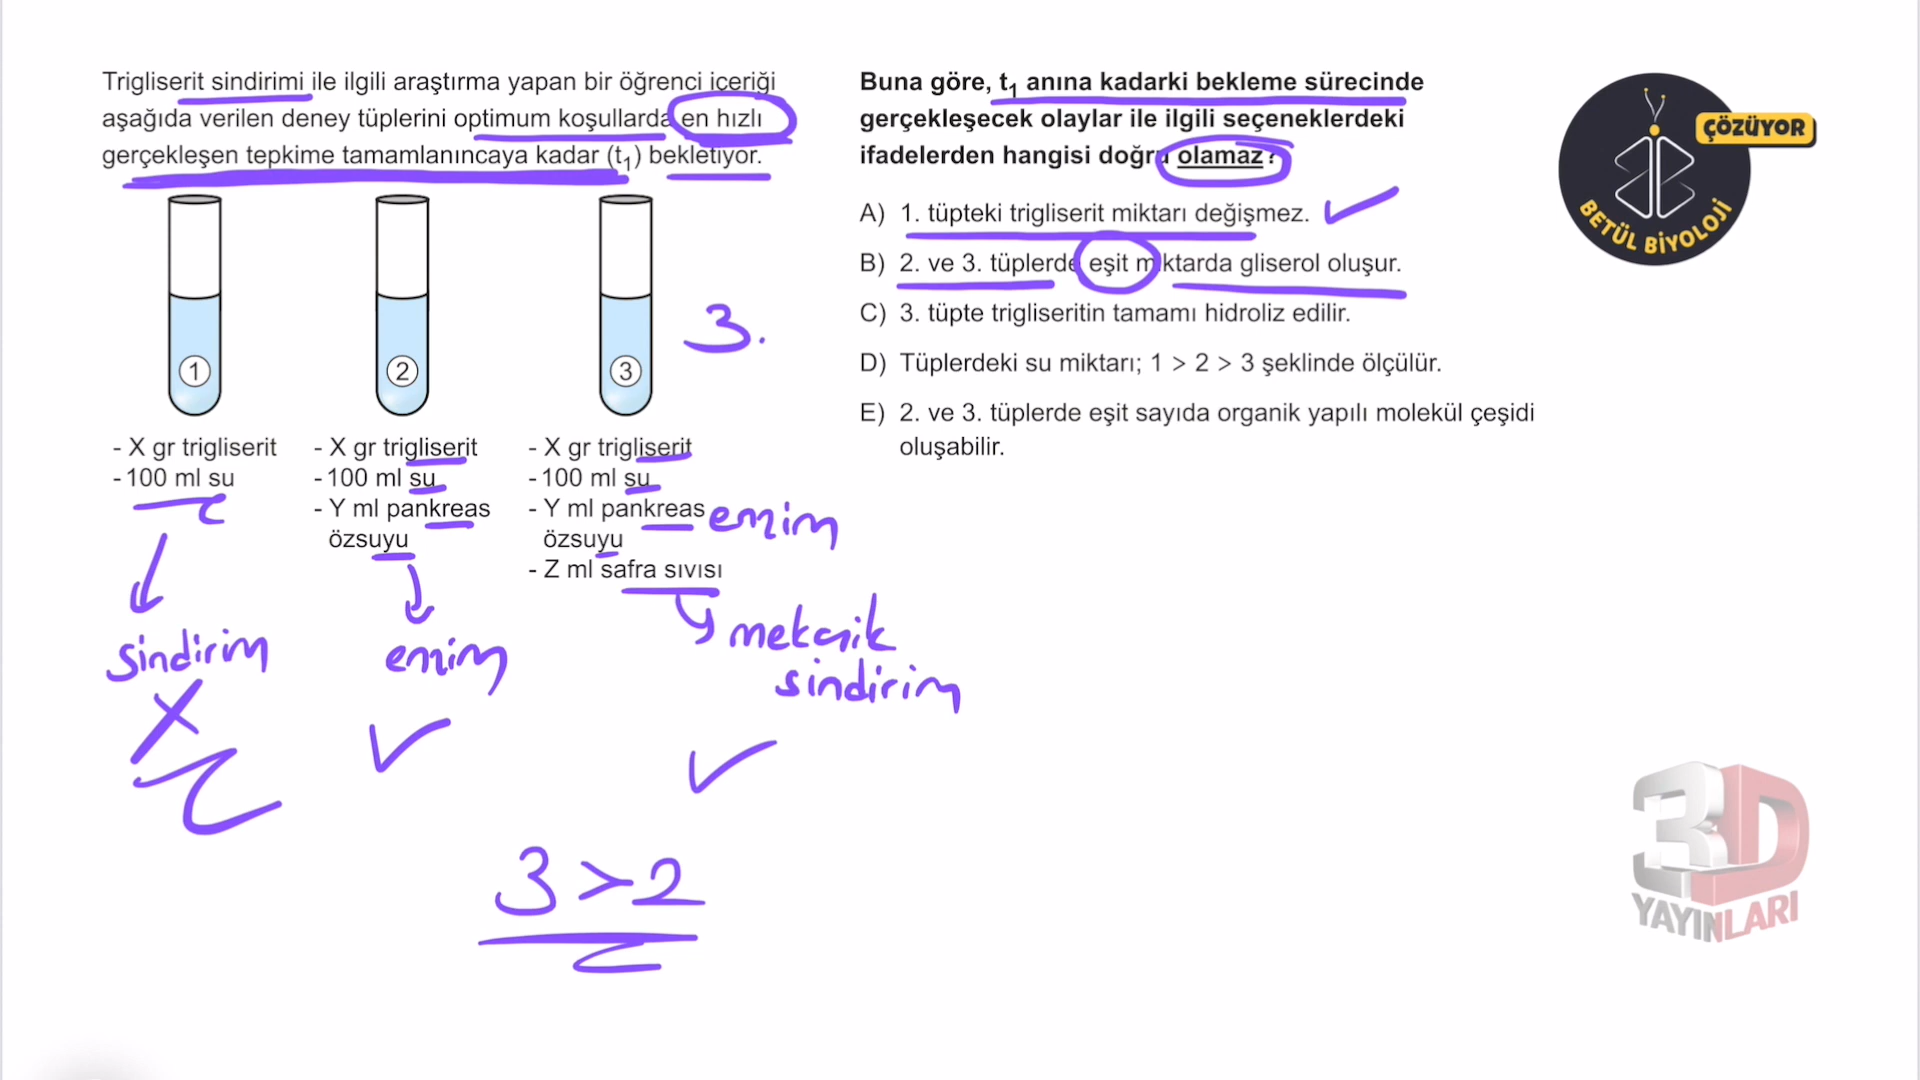 Trigliserit sindirimi ile ilgili araştırma yapan bir öğrenci içeriği
aşağıda verilen deney tüplerini optimum koşullarda en hızlı
gerçekleşen tepkime tamamlanıncaya kadar (t₁) bekletiyor.
1
2
3
3.
- X gr trigliserit
- 100 ml su
- X gr trigliserit
- 100 ml su
- Y ml pankreas
özsuyu
- X gr trigliserit
- 100 ml su
- Y ml pankreas
özsuyu
- Z ml safra sıvısı
enzim
sindirim
enzim
mekanik
sindirim
3 > 2
Buna göre, t₁ anına kadarki bekleme sürecinde
gerçekleşecek olaylar ile ilgili seçeneklerdeki
ifadelerden hangisi doğru olamaz?
A) 1. tüpteki trigliserit miktarı değişmez.
B) 2. ve 3. tüplerde eşit miktarda gliserol oluşur.
C) 3. tüpte trigliseritin tamamı hidroliz edilir.
D) Tüplerdeki su miktarı; 1 > 2 > 3 şeklinde ölçülür.
E) 2. ve 3. tüplerde eşit sayıda organik yapılı molekül çeşidi
oluşabilir.
ÇÖZÜYOR
BETÜL BİYOLOJİ
3D
YAYINLARI